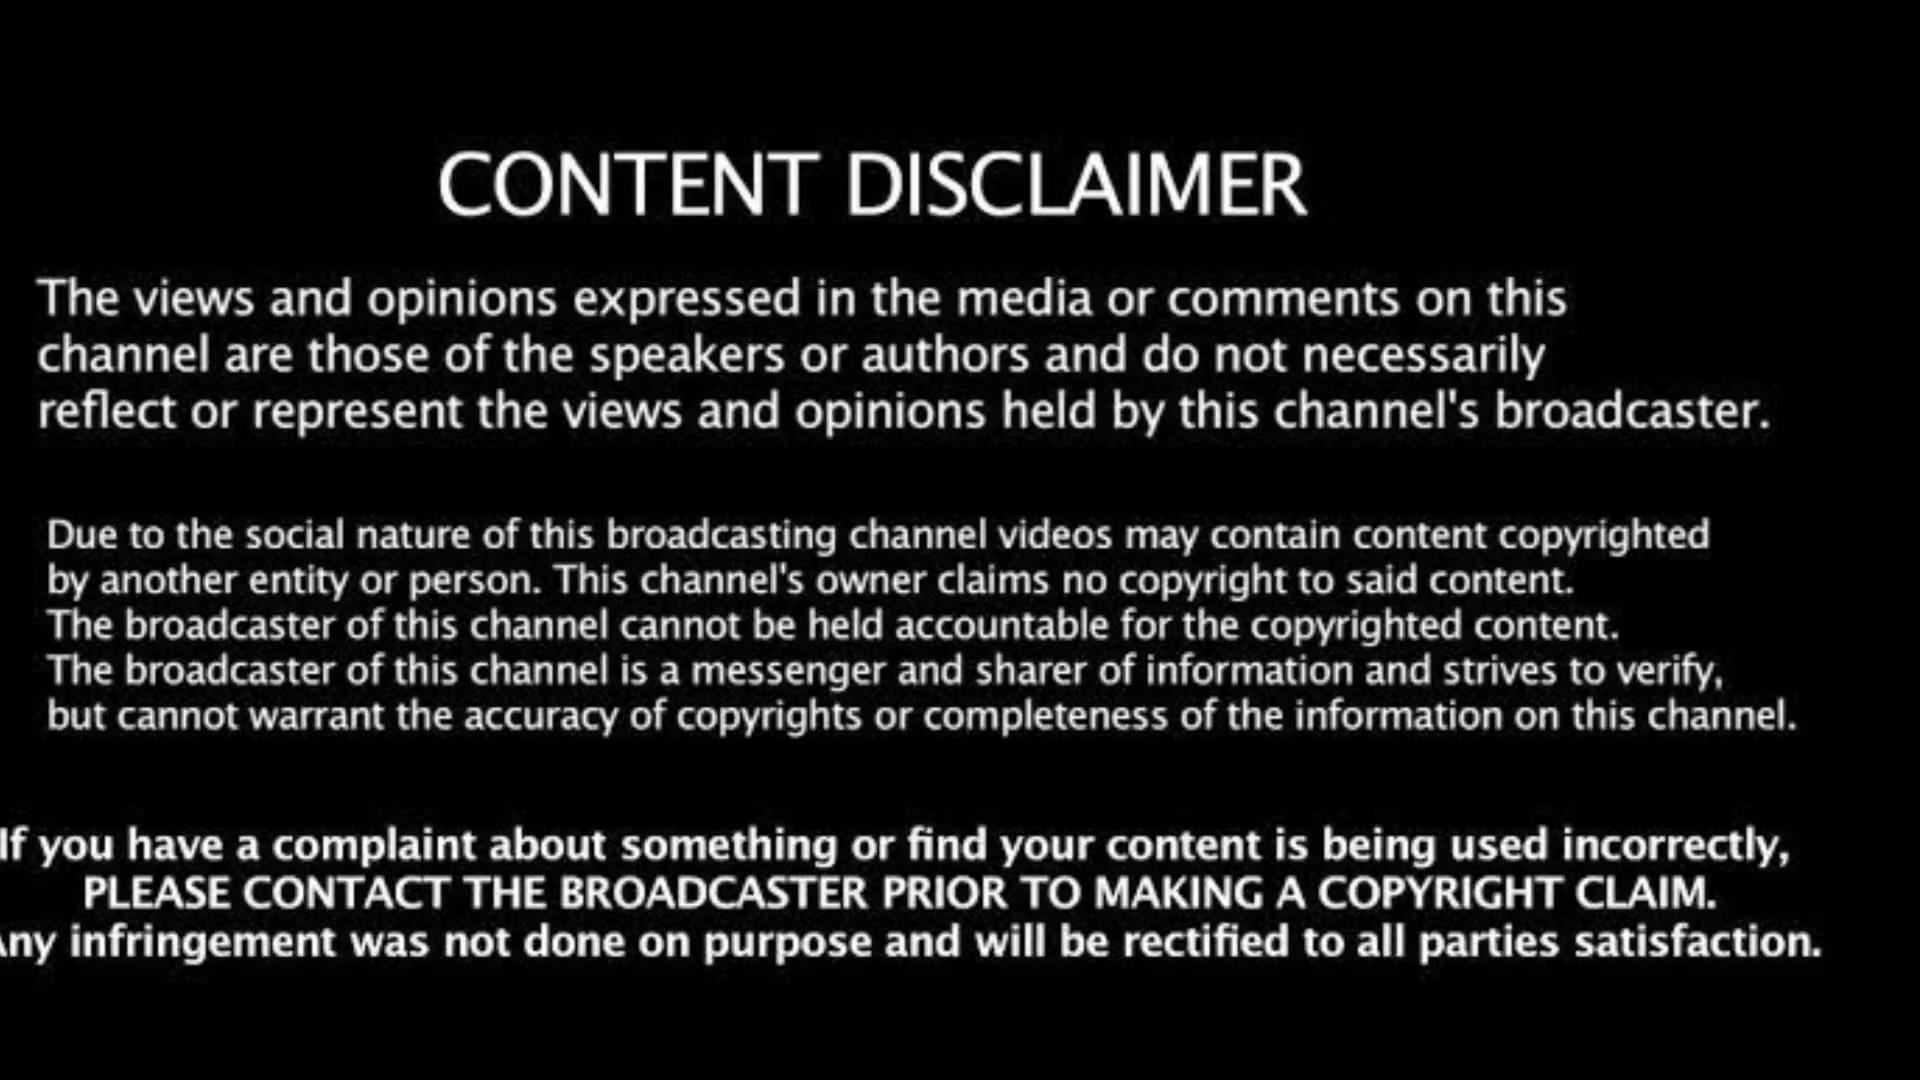 CONTENT DISCLAIMER
The views and opinions expressed in the media or comments on this
channel are those of the speakers or authors and do not necessarily
reflect or represent the views and opinions held by this channel's broadcaster.
Due to the social nature of this broadcasting channel videos may contain content copyrighted
by another entity or person. This channel's owner claims no copyright to said content.
The broadcaster of this channel cannot be held accountable for the copyrighted content.
The broadcaster of this channel is a messenger and sharer of information and strives to verify,
but cannot warrant the accuracy of copyrights or completeness of the information on this channel.
If you have a complaint about something or find your content is being used incorrectly,
PLEASE CONTACT THE BROADCASTER PRIOR TO MAKING A COPYRIGHT CLAIM.
Any infringement was not done on purpose and will be rectified to all parties satisfaction.